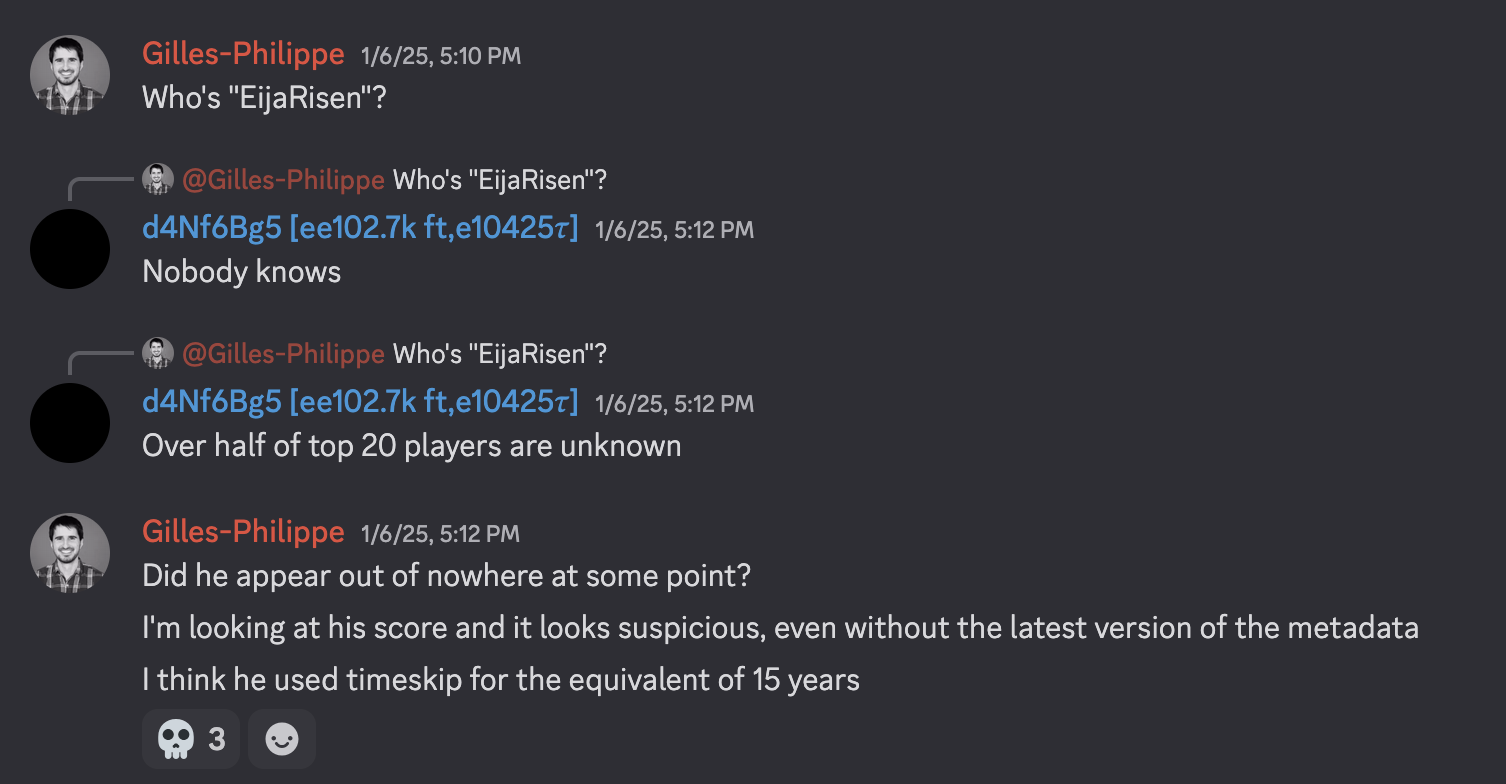 Gilles-Philippe 1/6/25, 5:10 PM
Who's "EijaRisen"?
@Gilles-Philippe Who's "EijaRisen"?
d4Nf6Bg5 [ee102.7k ft,e10425τ] 1/6/25, 5:12 PM
Nobody knows
@Gilles-Philippe Who's "EijaRisen"?
d4Nf6Bg5 [ee102.7k ft,e10425τ] 1/6/25, 5:12 PM
Over half of top 20 players are unknown
Gilles-Philippe 1/6/25, 5:12 PM
Did he appear out of nowhere at some point?
I'm looking at his score and it looks suspicious, even without the latest version of the metadata
I think he used timeskip for the equivalent of 15 years
3